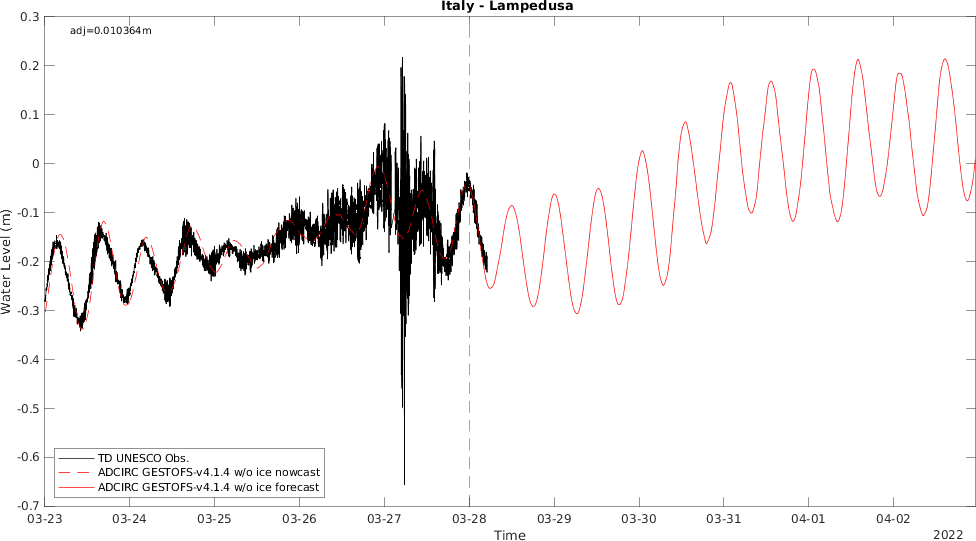 Italy - Lampedusa
adj=0.010364m
0.3
0.2
0.1
0
-0.1
-0.2
-0.3
-0.4
-0.5
-0.6
-0.7
Water Level (m)
TD UNESCO Obs.
ADCIRC GESTOFS-v4.1.4 w/o ice nowcast
ADCIRC GESTOFS-v4.1.4 w/o ice forecast
03-23 03-24 03-25 03-26 03-27 03-28 03-29 03-30 03-31 04-01 04-02
Time
2022